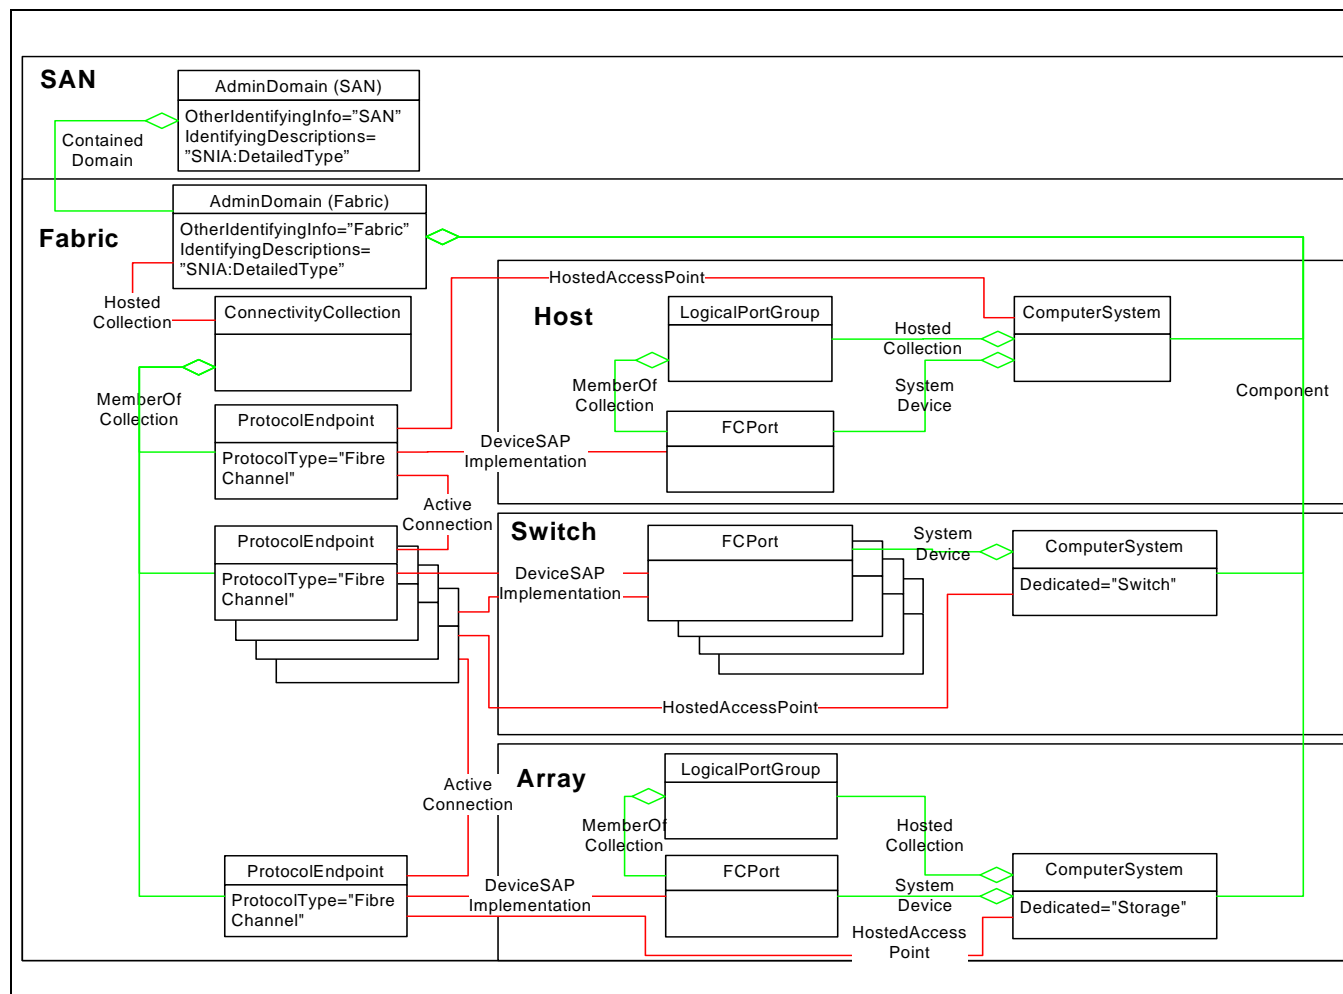 SAN
AdminDomain (SAN)
OtherIdentifyingInfo=”SAN”
IdentifyingDescriptions=
”SNIA:DetailedType”
Contained
Domain
AdminDomain (Fabric)
OtherIdentifyingInfo=”Fabric”
IdentifyingDescriptions=
”SNIA:DetailedType”
Fabric
Hosted
Collection
ConnectivityCollection
MemberOf
Collection
ProtocolEndpoint
ProtocolType="Fibre
Channel"
HostedAccessPoint
Host
LogicalPortGroup
Hosted
Collection
ComputerSystem
MemberOf
Collection
System
Device
Component
FCPort
DeviceSAP
Implementation
Active
Connection
ProtocolEndpoint
ProtocolType="Fibre
Channel"
Switch
FCPort
System
Device
ComputerSystem
Dedicated="Switch"
DeviceSAP
Implementation
HostedAccessPoint
Active
Connection
Array
LogicalPortGroup
MemberOf
Collection
Hosted
Collection
ProtocolEndpoint
ProtocolType="Fibre
Channel"
DeviceSAP
Implementation
FCPort
System
Device
ComputerSystem
Dedicated="Storage"
HostedAccess
Point